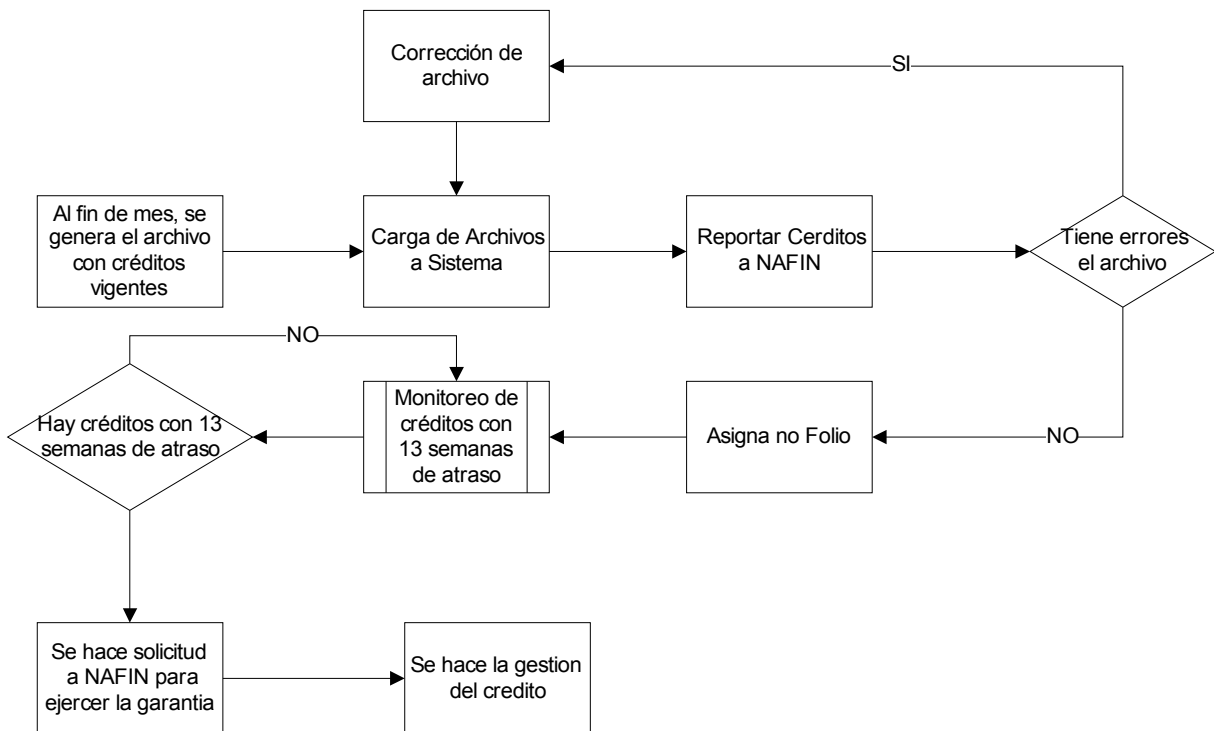 Corrección de
archivo
SI
Al fin de mes, se
genera el archivo
con créditos
vigentes
Carga de Archivos
a Sistema
Reportar Cerditos
a NAFIN
Tiene errores
el archivo
NO
Hay créditos con 13
semanas de atraso
Monitoreo de
créditos con
13 semanas
de atraso
Asigna no Folio
NO
Se hace solicitud
a NAFIN para
ejercer la garantia
Se hace la gestion
del credito